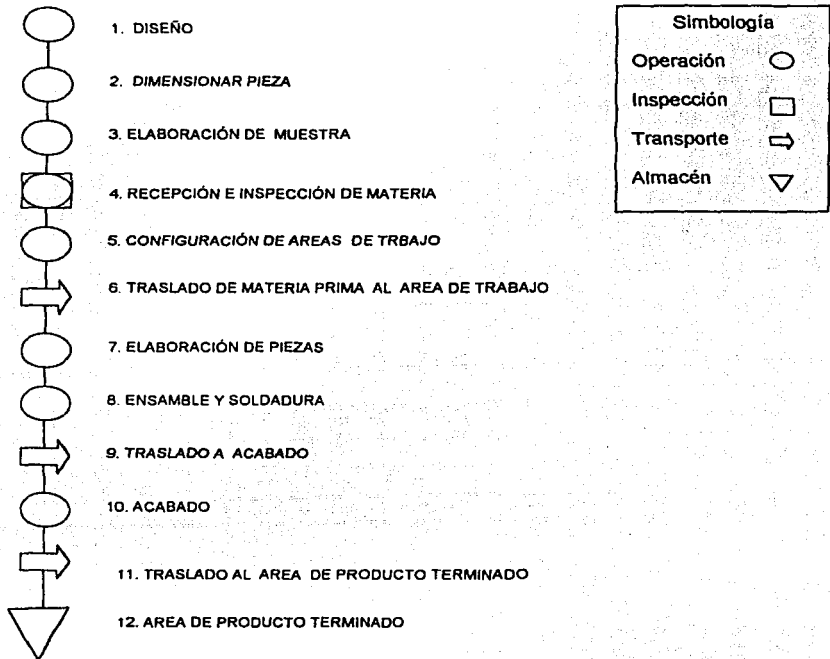 1. DISEÑO
2. DIMENSIONAR PIEZA
3. ELABORACIÓN DE MUESTRA
4. RECEPCIÓN E INSPECCIÓN DE MATERIA
5. CONFIGURACIÓN DE AREAS DE TRBAJO
6. TRASLADO DE MATERIA PRIMA AL AREA DE TRABAJO
7. ELABORACIÓN DE PIEZAS
8. ENSAMBLE Y SOLDADURA
9. TRASLADO A ACABADO
10. ACABADO
11. TRASLADO AL AREA DE PRODUCTO TERMINADO
12. AREA DE PRODUCTO TERMINADO
Simbología
Operación
Inspección
Transporte
Almacén